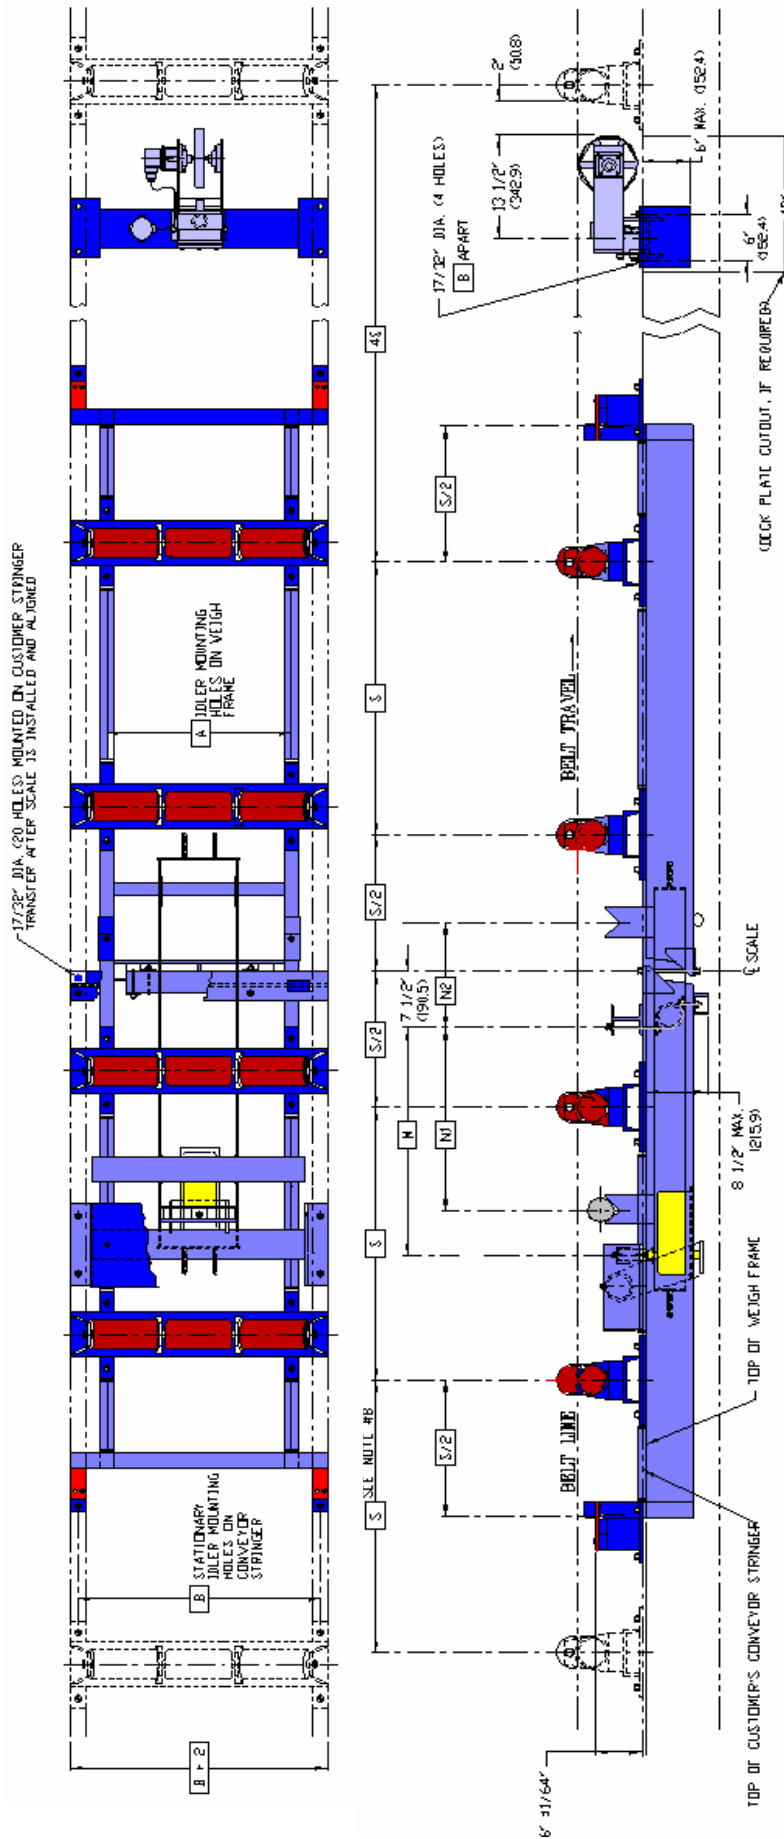 17/32" DIA. (20 HOLES) MOUNTED ON CUSTOMER STRINGER
TRANSFER AFTER SCALE IS INSTALLED AND ALIGNED
A
IDLER MOUNTING
HOLES ON WEIGH
FRAME
STATIONARY
IDLER MOUNTING
HOLES ON
CONVEYOR
STRINGER
B
B + 2
2"
(50.8)
13 1/2"
(342.9)
17/32" DIA. (4 HOLES)
B APART
6" MAX. (152.4)
6"
(152.4)
(DECK PLATE CUTOUT, IF REQUIRED)
4S
S/2
S
BELT TRAVEL
S/2
N2
7 1/2"
(190.5)
S/2
N
N1
S
SCALE
8 1/2" MAX.
(215.9)
S
SEE NOTE #B
S/2
BELT LINE
TOP OF WEIGH FRAME
TOP OF CUSTOMER'S CONVEYOR STRINGER
6" ±1/64"